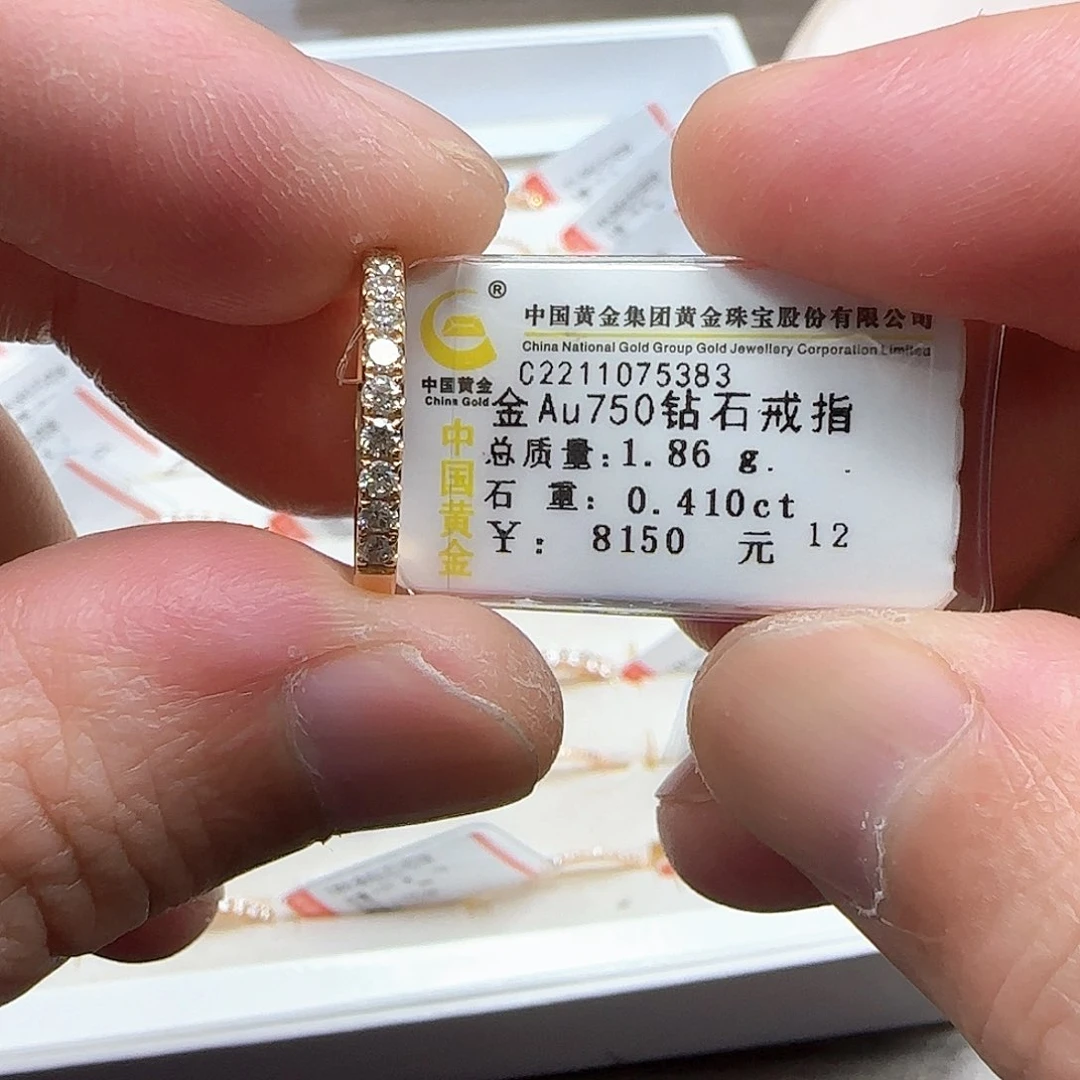 ®
中国黄金集团黄金珠宝股份有限公司
China National Gold Group Gold Jewellery Corporation Limited
中国黄金
China Gold
中国黄金
C2211075383
金Au750钻石戒指
总质量:1.86 g.
石 重: 0.410ct
¥: 8150 元 12